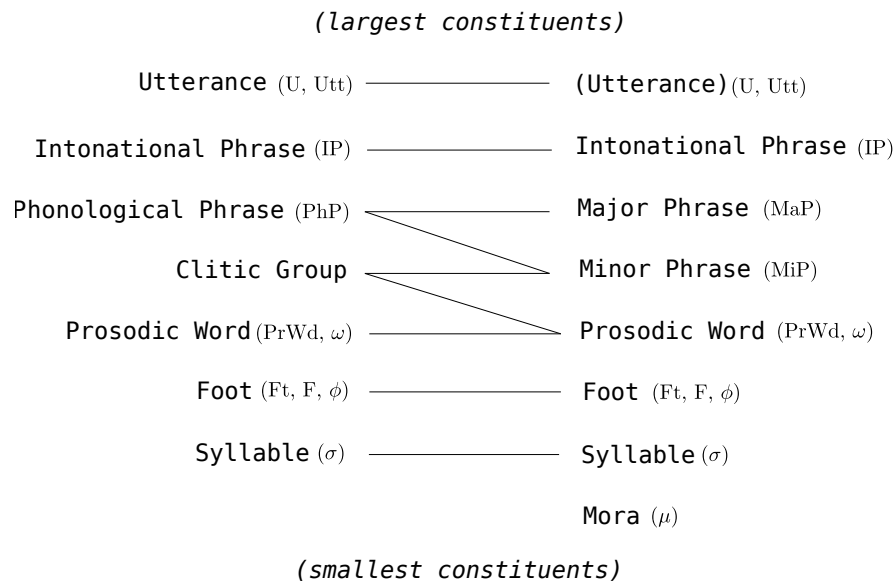 (largest constituents)
Utterance (U, Utt) (Utterance) (U, Utt)
Intonational Phrase (IP) Intonational Phrase (IP)
Phonological Phrase (PhP) Major Phrase (MaP)
Clitic Group Minor Phrase (MiP)
Prosodic Word (PrWd, ω) Prosodic Word (PrWd, ω)
Foot (Ft, F, ϕ) Foot (Ft, F, ϕ)
Syllable (σ) Syllable (σ)
Mora (μ)
(smallest constituents)